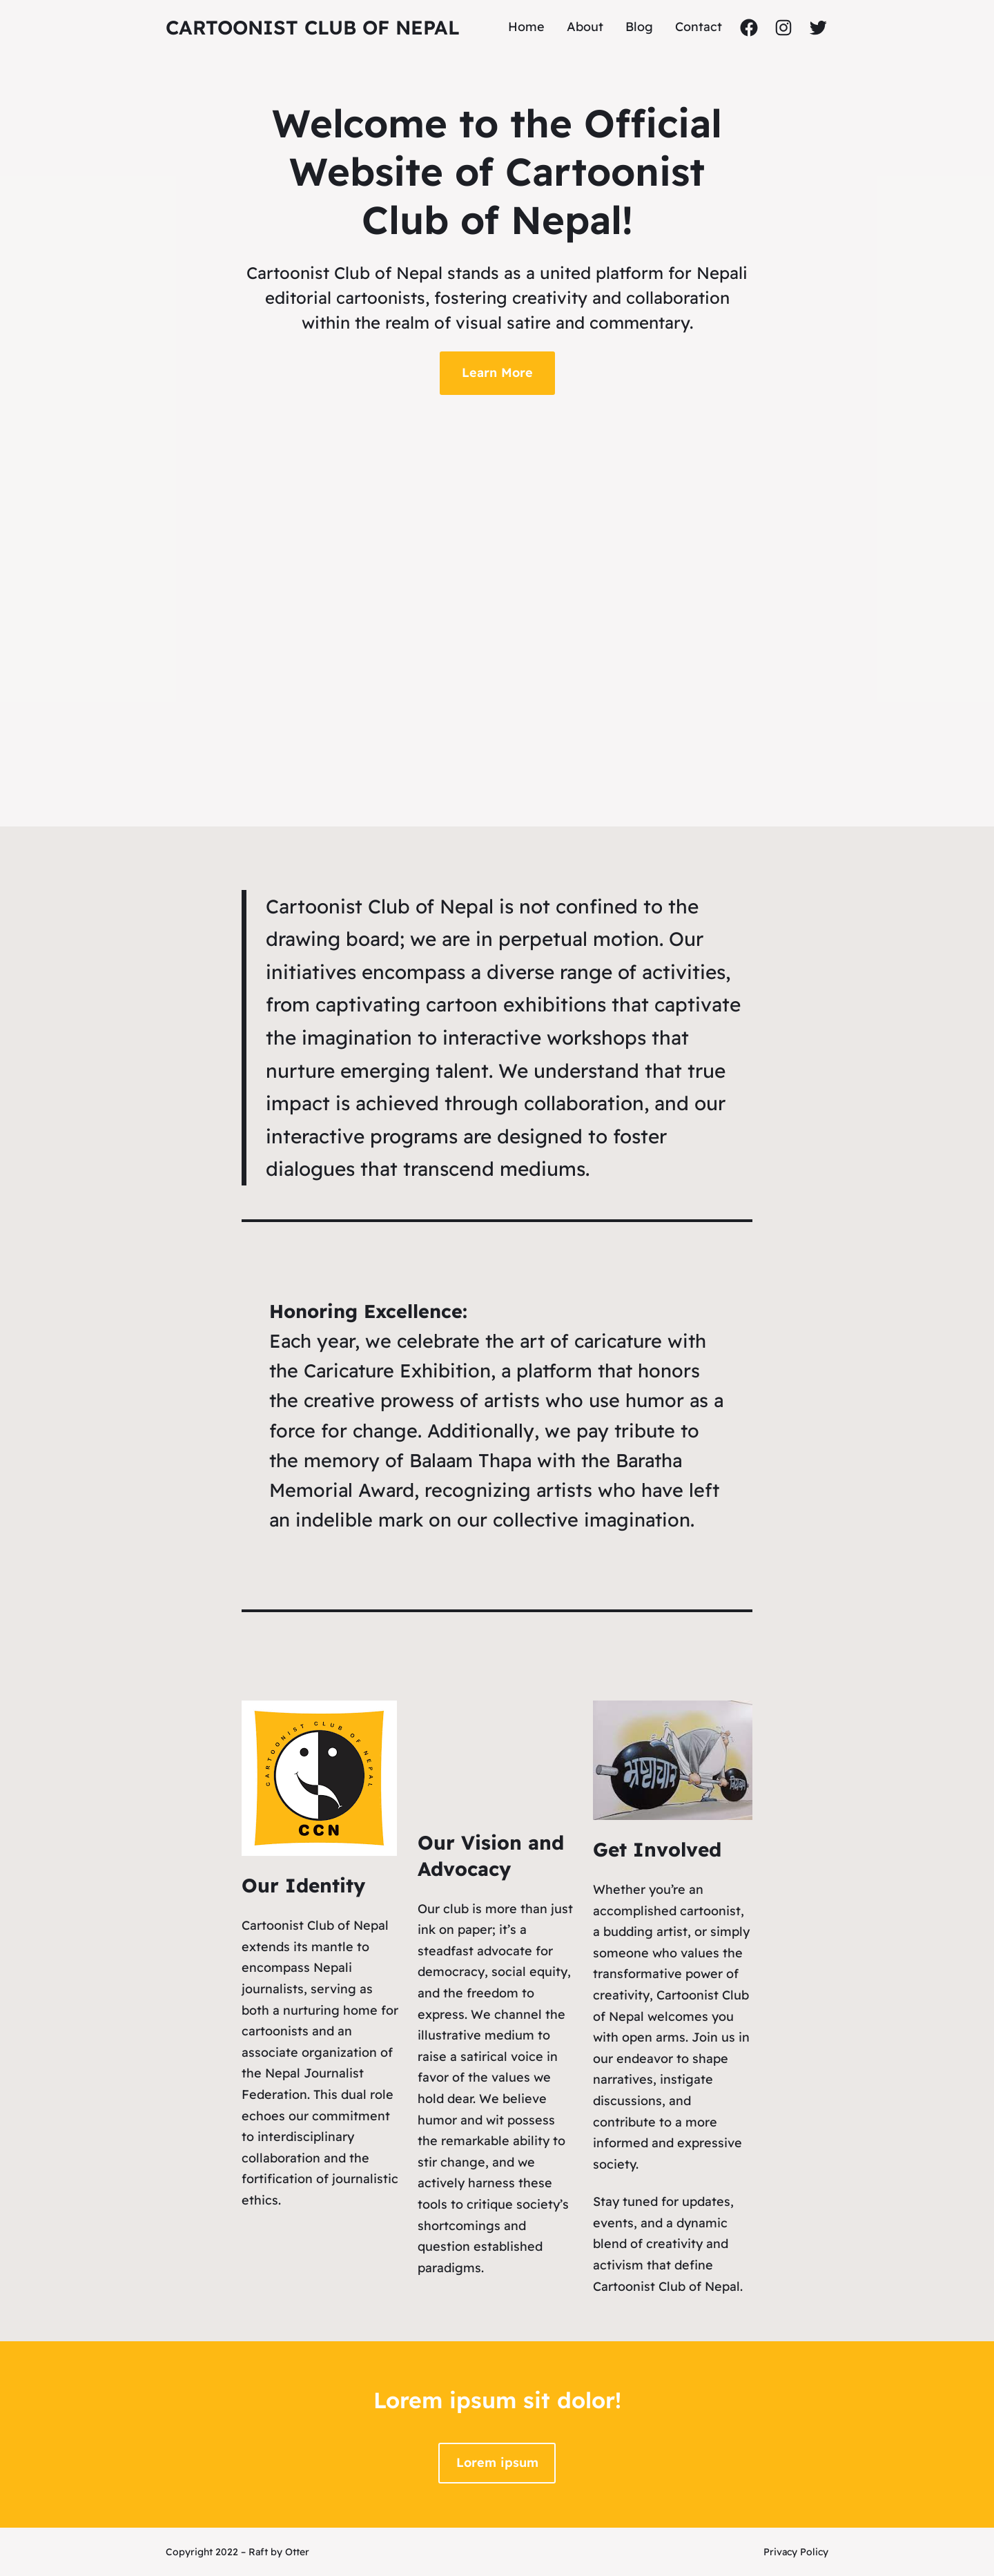 CARTOONIST CLUB OF NEPAL
Home About Blog Contact
Welcome to the Official
Website of Cartoonist
Club of Nepal!
Cartoonist Club of Nepal stands as a united platform for Nepali
editorial cartoonists, fostering creativity and collaboration
within the realm of visual satire and commentary.
Learn More
Cartoonist Club of Nepal is not confined to the
drawing board; we are in perpetual motion. Our
initiatives encompass a diverse range of activities,
from captivating cartoon exhibitions that captivate
the imagination to interactive workshops that
nurture emerging talent. We understand that true
impact is achieved through collaboration, and our
interactive programs are designed to foster
dialogues that transcend mediums.
Honoring Excellence:
Each year, we celebrate the art of caricature with
the Caricature Exhibition, a platform that honors
the creative prowess of artists who use humor as a
force for change. Additionally, we pay tribute to
the memory of Balaam Thapa with the Baratha
Memorial Award, recognizing artists who have left
an indelible mark on our collective imagination.
CARTOONIST CLUB OF NEPAL
CCN
Our Identity
Cartoonist Club of Nepal
extends its mantle to
encompass Nepali
journalists, serving as
both a nurturing home for
cartoonists and an
associate organization of
the Nepal Journalist
Federation. This dual role
echoes our commitment
to interdisciplinary
collaboration and the
fortification of journalistic
ethics.
Our Vision and
Advocacy
Our club is more than just
ink on paper; it's a
steadfast advocate for
democracy, social equity,
and the freedom to
express. We channel the
illustrative medium to
raise a satirical voice in
favor of the values we
hold dear. We believe
humor and wit possess
the remarkable ability to
stir change, and we
actively harness these
tools to critique society's
shortcomings and
question established
paradigms.
भ्रष्टाचार
Get Involved
Whether you're an
accomplished cartoonist,
a budding artist, or simply
someone who values the
transformative power of
creativity, Cartoonist Club
of Nepal welcomes you
with open arms. Join us in
our endeavor to shape
narratives, instigate
discussions, and
contribute to a more
informed and expressive
society.
Stay tuned for updates,
events, and a dynamic
blend of creativity and
activism that define
Cartoonist Club of Nepal.
Lorem ipsum sit dolor!
Lorem ipsum
Copyright 2022 – Raft by Otter
Privacy Policy